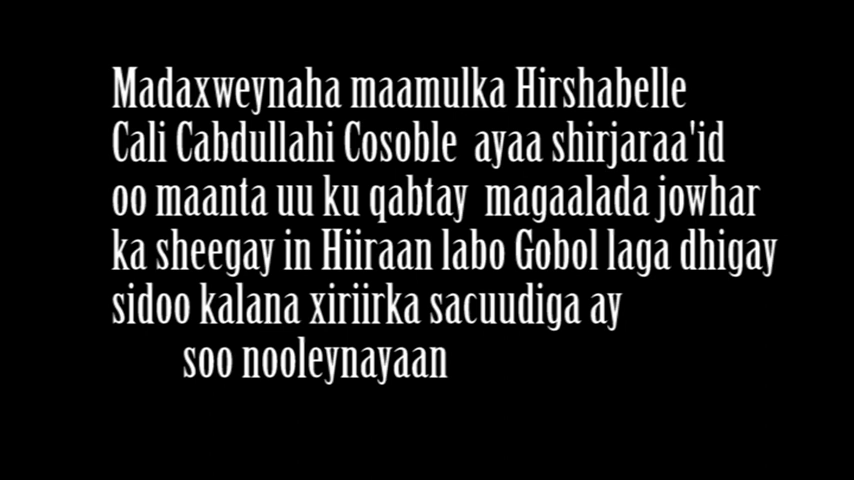 Madaxweynaha maamulka Hirshabelle
Cali Cabdullahi Cosoble ayaa shirjaraa'id
oo maanta uu ku qabtay magaalada jowhar
ka sheegay in Hiiraan labo Gobol laga dhigay
sidoo kalana xiriirka sacuudiga ay
soo nooleynayaan